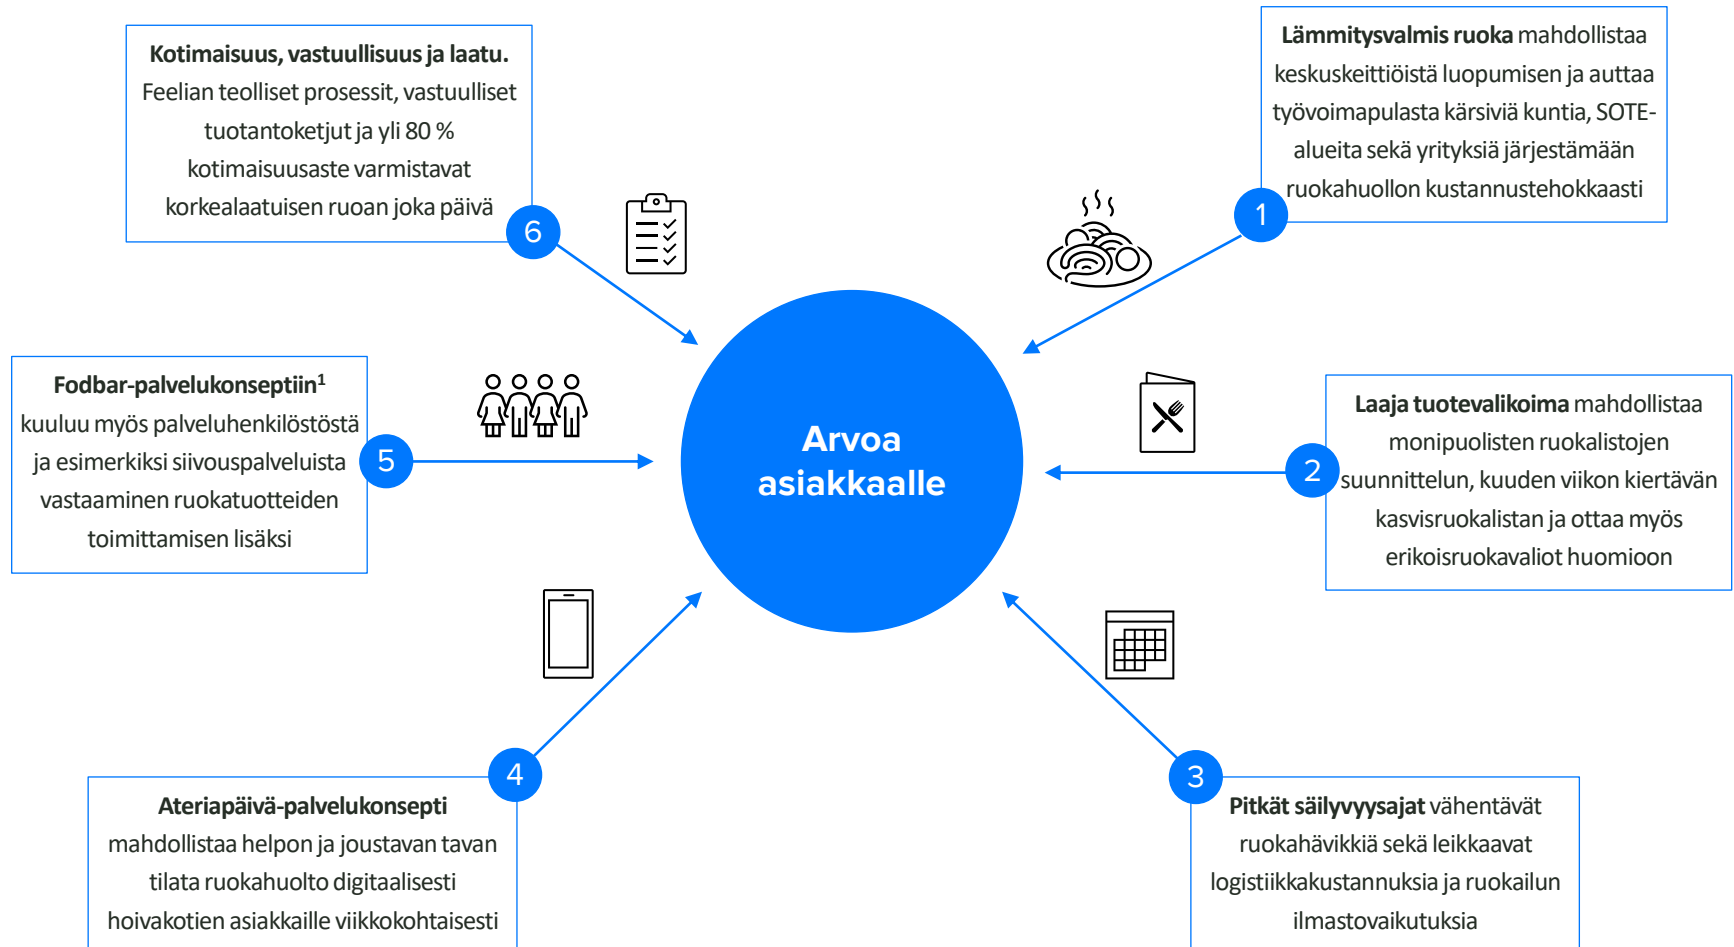 Kotimaisuus, vastuullisuus ja laatu.
Feelian teolliset prosessit, vastuulliset
tuotantoketjut ja yli 80 %
kotimaisuusaste varmistavat
korkealaatuisen ruoan joka päivä
6
Lämmitysvalmis ruoka mahdollistaa
keskuskeittiöistä luopumisen ja auttaa
työvoimapulasta kärsiviä kuntia, SOTE-
alueita sekä yrityksiä järjestämään
ruokahuollon kustannustehokkaasti
1
Fodbar-palvelukonseptiin¹
kuuluu myös palveluhenkilöstöstä
ja esimerkiksi siivouspalveluista
vastaaminen ruokatuotteiden
toimittamisen lisäksi
5
Arvoa
asiakkaalle
Laaja tuotevalikoima mahdollistaa
monipuolisten ruokalistojen
suunnittelun, kuuden viikon kiertävän
kasvisruokalistan ja ottaa myös
erikoisruokavaliot huomioon
2
4
Ateriapäivä-palvelukonsepti
mahdollistaa helpon ja joustavan tavan
tilata ruokahuolto digitaalisesti
hoivakotien asiakkaille viikkokohtaisesti
3
Pitkät säilyvyysajat vähentävät
ruokahävikkiä sekä leikkaavat
logistiikkakustannuksia ja ruokailun
ilmastovaikutuksia